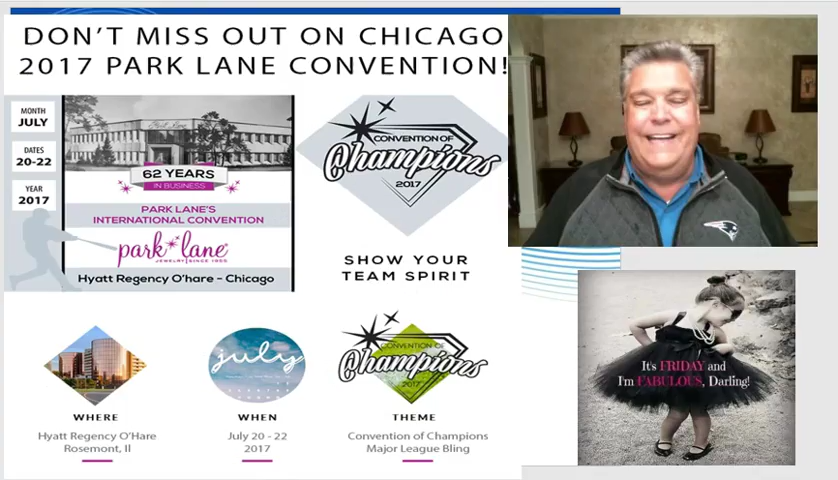 DON'T MISS OUT ON CHICAGO
2017 PARK LANE CONVENTION!
MONTH
JULY
DATES
20-22
YEAR
2017
62 YEARS
IN BUSINESS
PARK LANE'S
INTERNATIONAL CONVENTION
park lane
JEWELRY | SINCE 1955
Hyatt Regency O'hare - Chicago
CONVENTION OF
Champions
2017
SHOW YOUR
TEAM SPIRIT
WHERE
Hyatt Regency O'Hare
Rosemont, Il
july
WHEN
July 20 - 22
2017
CONVENTION OF
Champions
2017
THEME
Convention of Champions
Major League Bling
It's FRIDAY and
I'm FABULOUS, Darling!